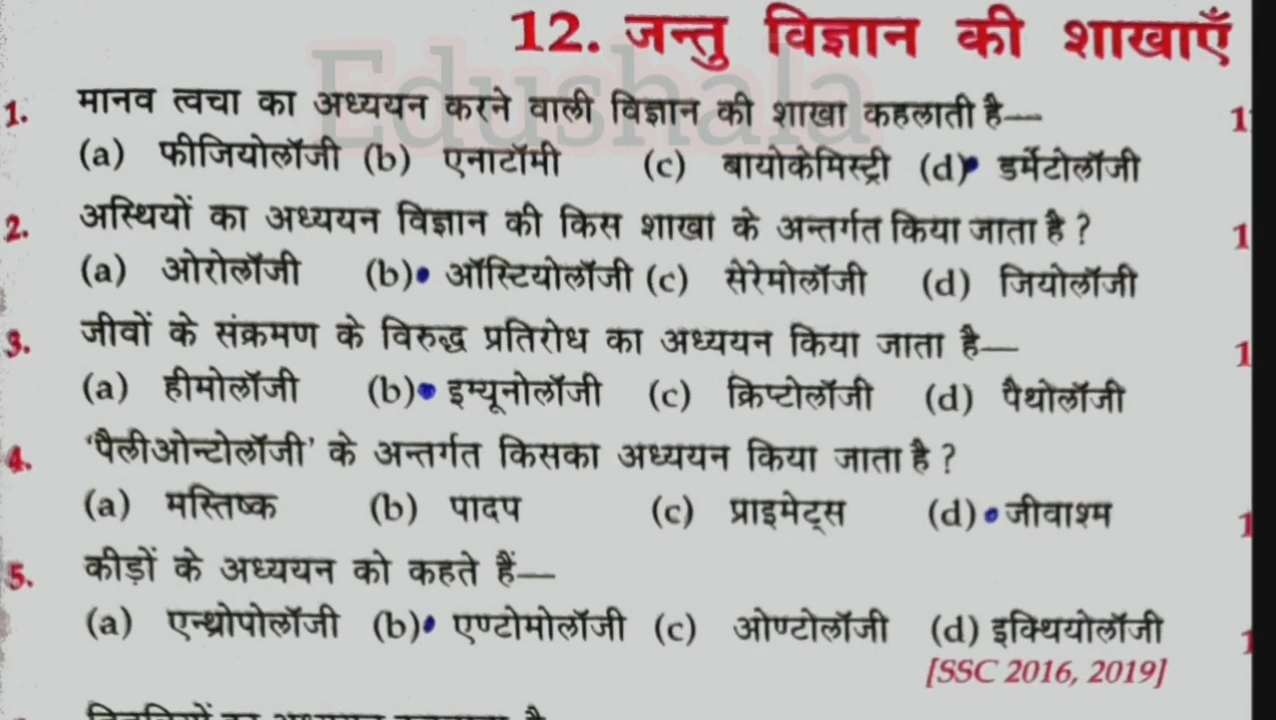 12. जन्तु विज्ञान की शाखाएँ
Edushala
1. मानव त्वचा का अध्ययन करने वाली विज्ञान की शाखा कहलाती है—
(a) फीजियोलॉजी (b) एनाटॉमी (c) बायोकेमिस्ट्री (d) डर्मेटोलॉजी
2. अस्थियों का अध्ययन विज्ञान की किस शाखा के अन्तर्गत किया जाता है ?
(a) ओरोलॉजी (b) ऑस्टियोलॉजी (c) सेरेमोलॉजी (d) जियोलॉजी
3. जीवों के संक्रमण के विरुद्ध प्रतिरोध का अध्ययन किया जाता है—
(a) हीमोलॉजी (b) इम्यूनोलॉजी (c) क्रिप्टोलॉजी (d) पैथोलॉजी
4. ‘पैलीओन्टोलॉजी’ के अन्तर्गत किसका अध्ययन किया जाता है ?
(a) मस्तिष्क (b) पादप (c) प्राइमेट्स (d) जीवाश्म
5. कीड़ों के अध्ययन को कहते हैं—
(a) एन्थ्रोपोलॉजी (b) एण्टोमोलॉजी (c) ओण्टोलॉजी (d) इक्थियोलॉजी
[SSC 2016, 2019]